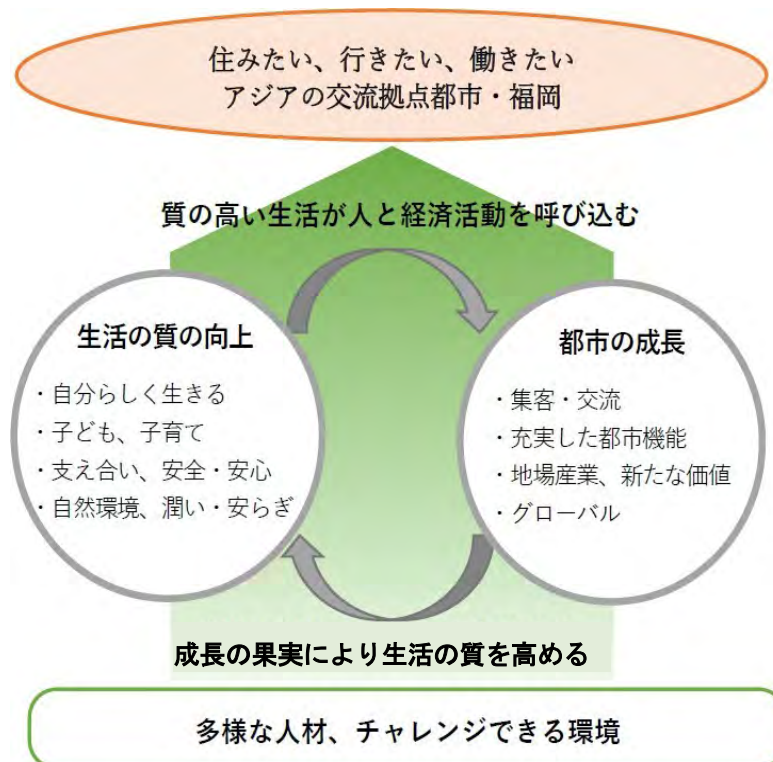 住みたい、行きたい、働きたい
アジアの交流拠点都市・福岡
質の高い生活が人と経済活動を呼び込む
生活の質の向上
・自分らしく生きる
・子ども、子育て
・支え合い、安全・安心
・自然環境、潤い・安らぎ
都市の成長
・集客・交流
・充実した都市機能
・地場産業、新たな価値
・グローバル
成長の果実により生活の質を高める
多様な人材、チャレンジできる環境